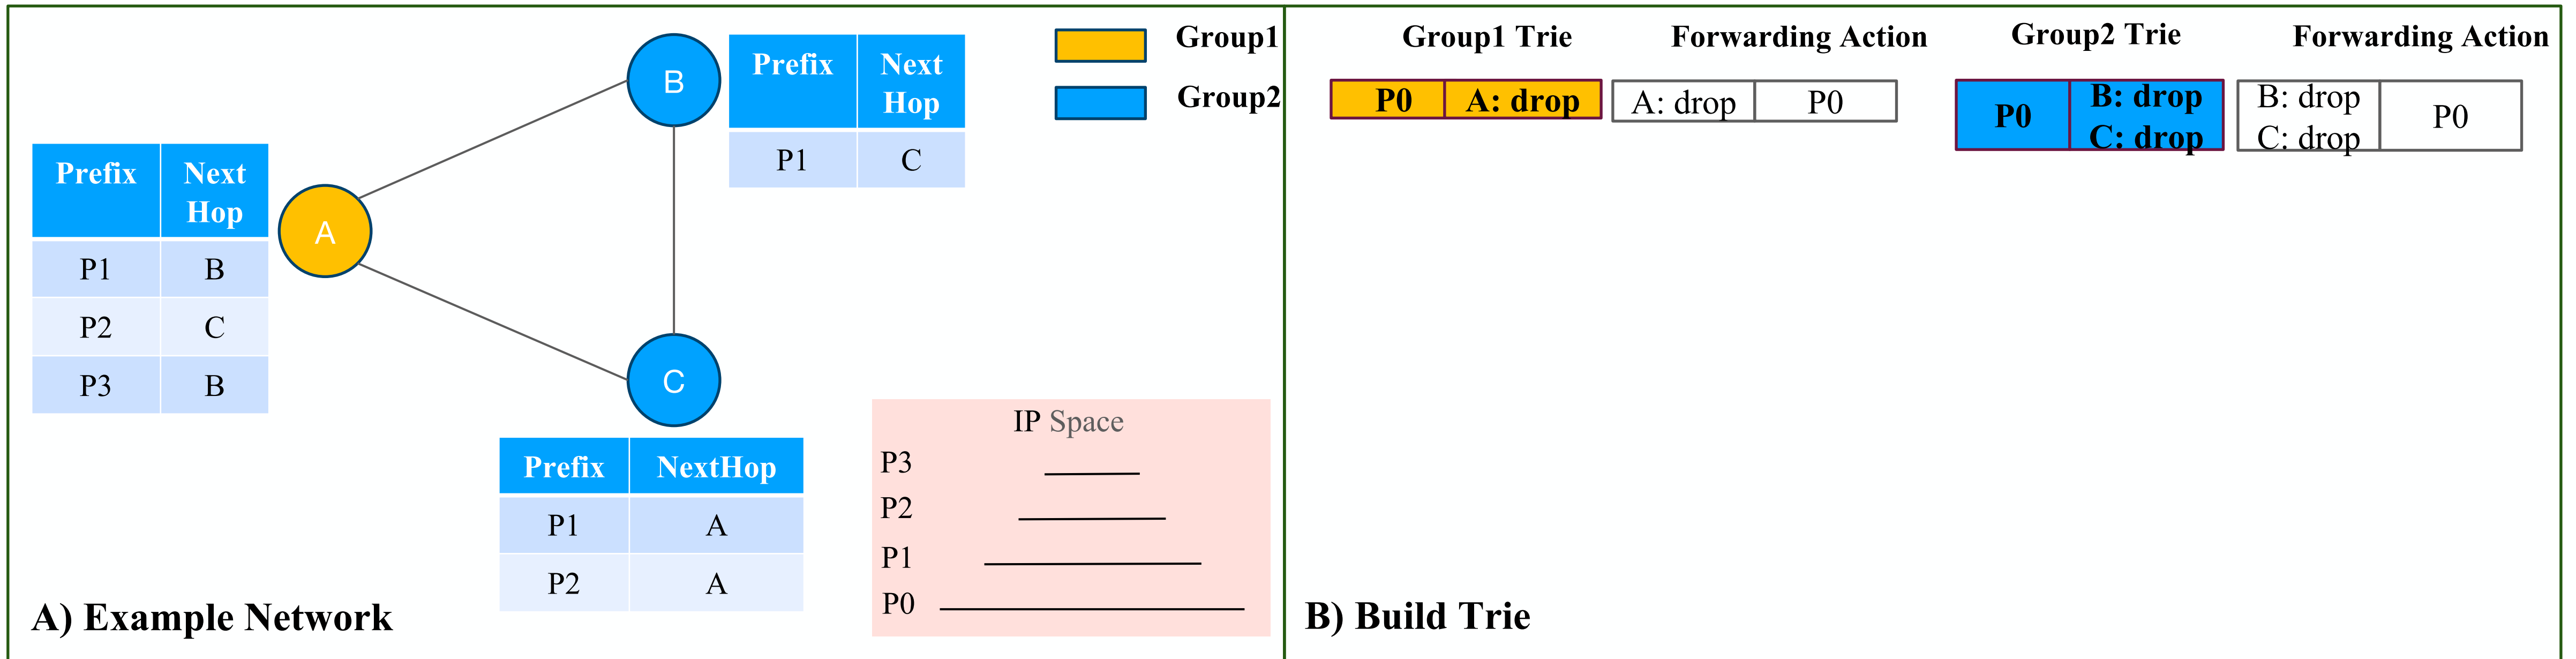 Prefix Next Hop
P1 B
P2 C
P3 B
A
B
C
Prefix Next Hop
P1 C
Prefix NextHop
P1 A
P2 A
Group1
Group2
IP Space
P3
P2
P1
P0
A) Example Network
Group1 Trie Forwarding Action Group2 Trie Forwarding Action
P0 A: drop
A: drop P0
P0 B: drop C: drop
B: drop C: drop P0
B) Build Trie